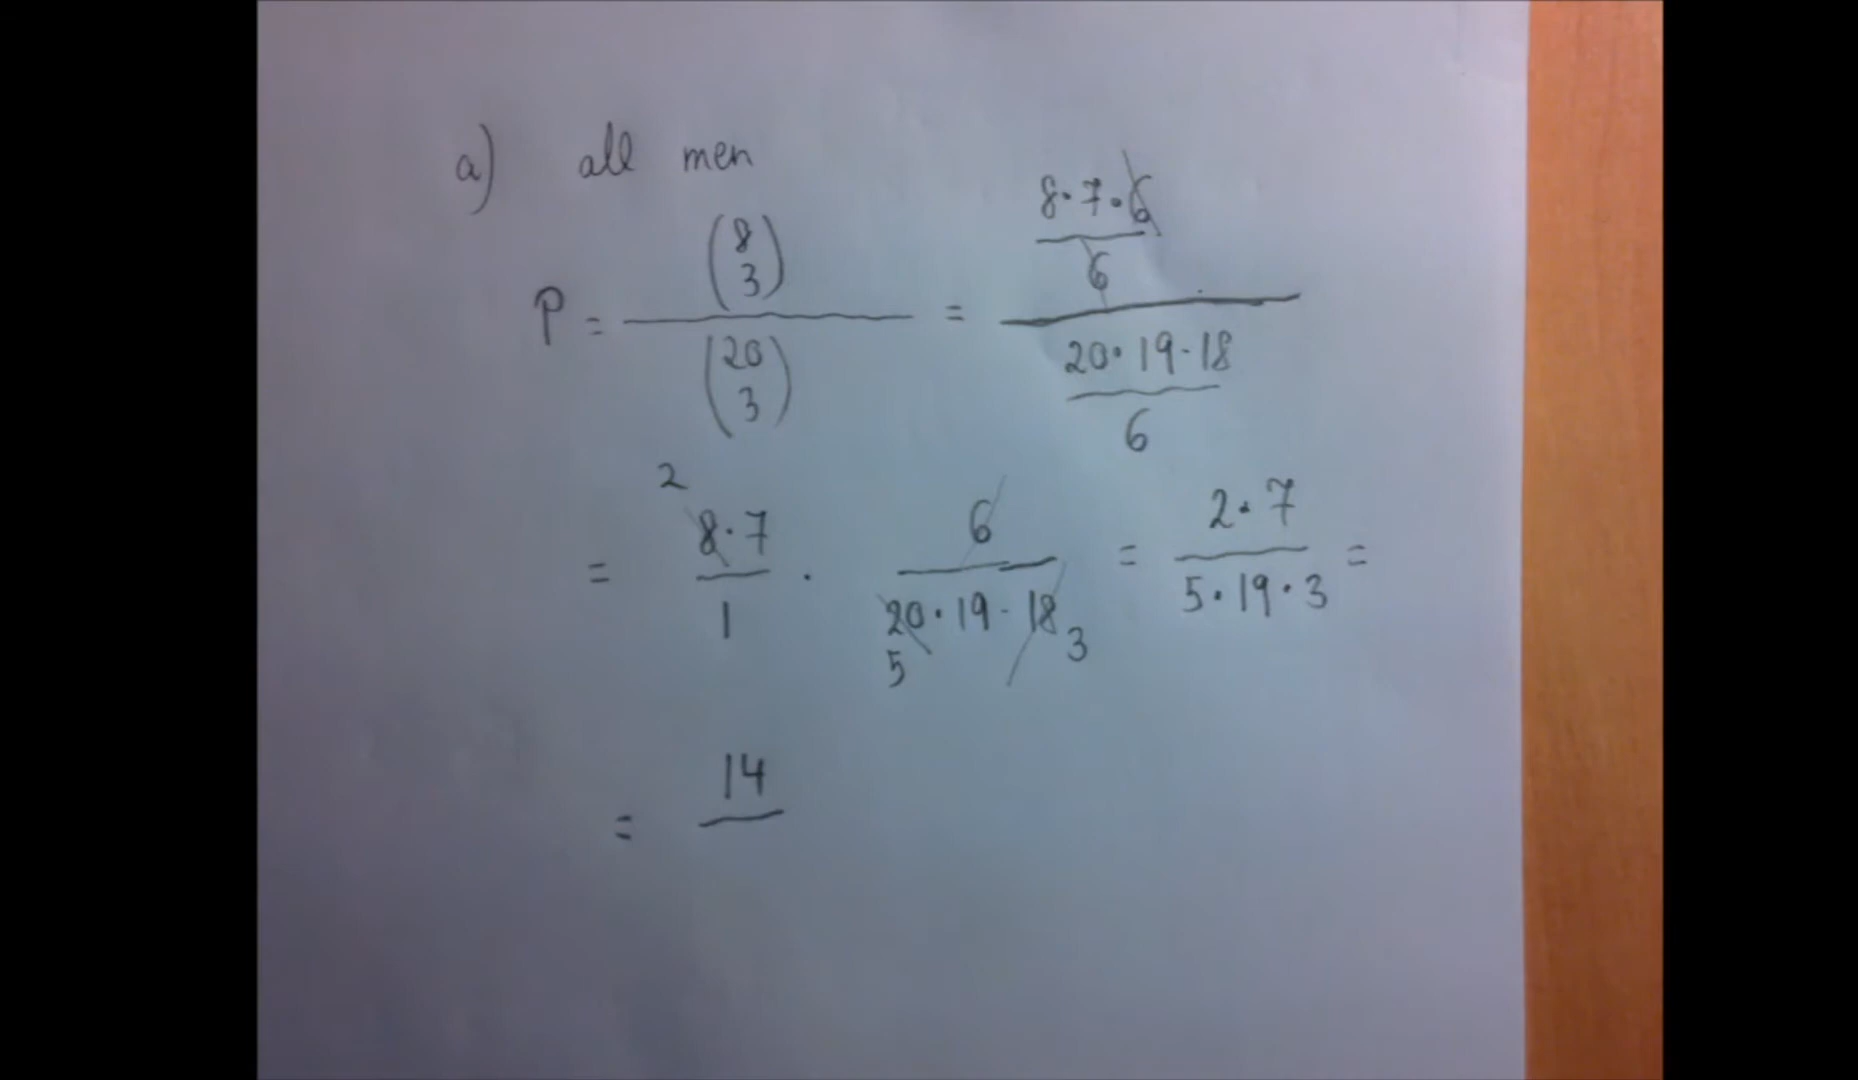 a) all men
P = (8 3) / (20 3) = (8·7·6 / 6) / (20·19·18 / 6)
= 2 8·7 / 1 · 6 / 20·19·18 5 3 = 2·7 / 5·19·3 =
= 14